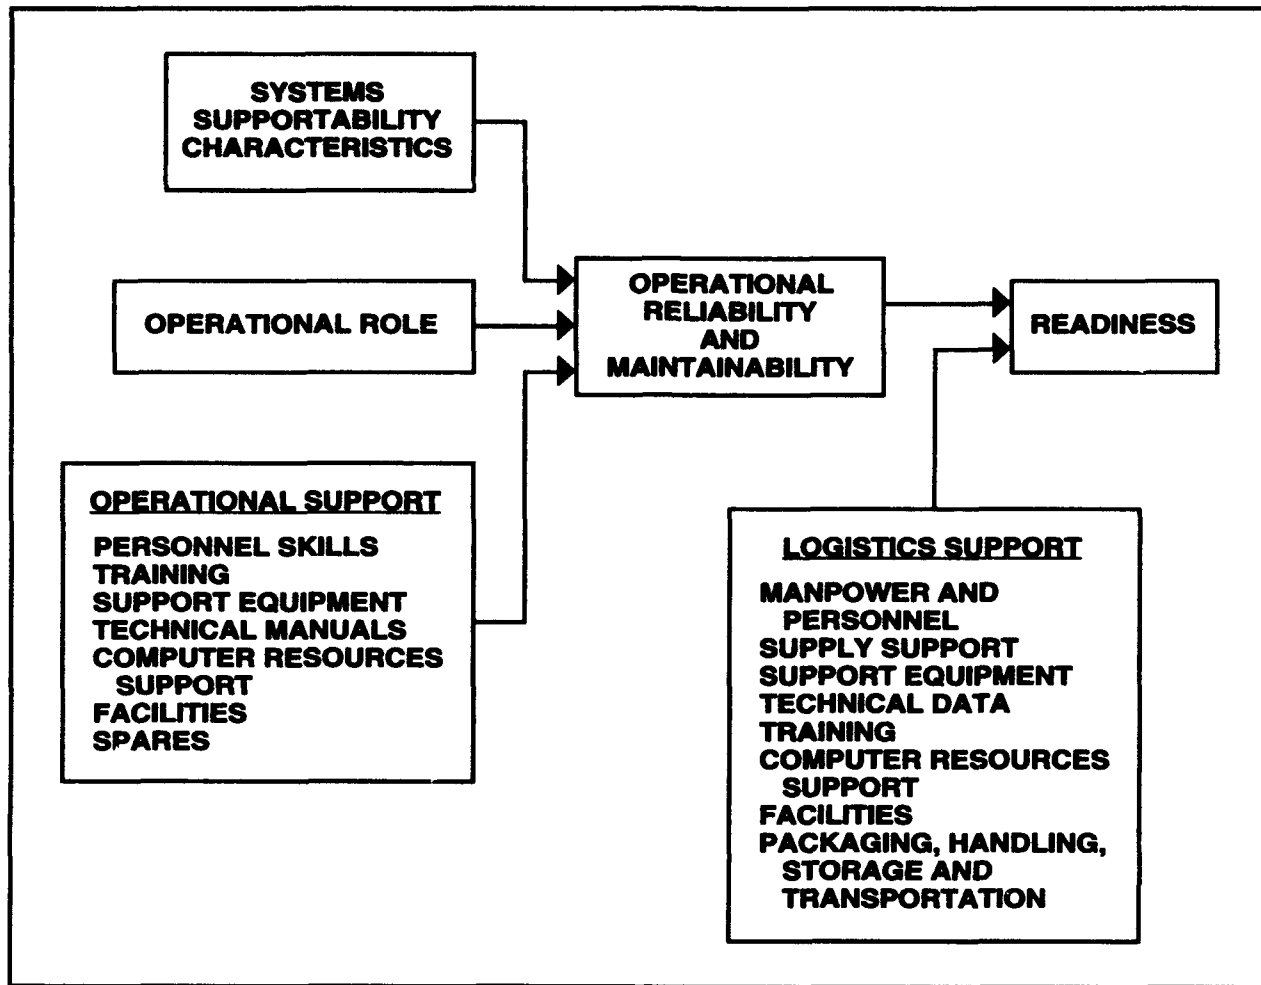 SYSTEMS
SUPPORTABILITY
CHARACTERISTICS
OPERATIONAL ROLE
OPERATIONAL
RELIABILITY
AND
MAINTAINABILITY
READINESS
OPERATIONAL SUPPORT
PERSONNEL SKILLS
TRAINING
SUPPORT EQUIPMENT
TECHNICAL MANUALS
COMPUTER RESOURCES
SUPPORT
FACILITIES
SPARES
LOGISTICS SUPPORT
MANPOWER AND
PERSONNEL
SUPPLY SUPPORT
SUPPORT EQUIPMENT
TECHNICAL DATA
TRAINING
COMPUTER RESOURCES
SUPPORT
FACILITIES
PACKAGING, HANDLING,
STORAGE AND
TRANSPORTATION